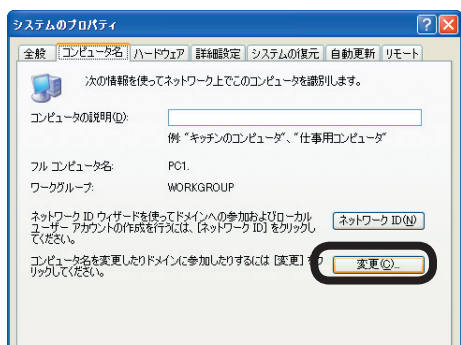 システムのプロパティ
全般 コンピュータ名 ハードウェア 詳細設定 システムの復元 自動更新 リモート
次の情報を使ってネットワーク上でこのコンピュータを識別します。
コンピュータの説明(D):
例: "キッチンのコンピュータ"、"仕事用コンピュータ"
フル コンピュータ名: PC1.
ワークグループ: WORKGROUP
ネットワーク ID ウィザードを使ってドメインへの参加およびローカル
ユーザー アカウントの作成を行うには、[ネットワーク ID] をクリックし
てください。
ネットワーク ID(N)
コンピュータ名を変更したりドメインに参加したりするには [変更] をク
リックしてください。
変更(C)...